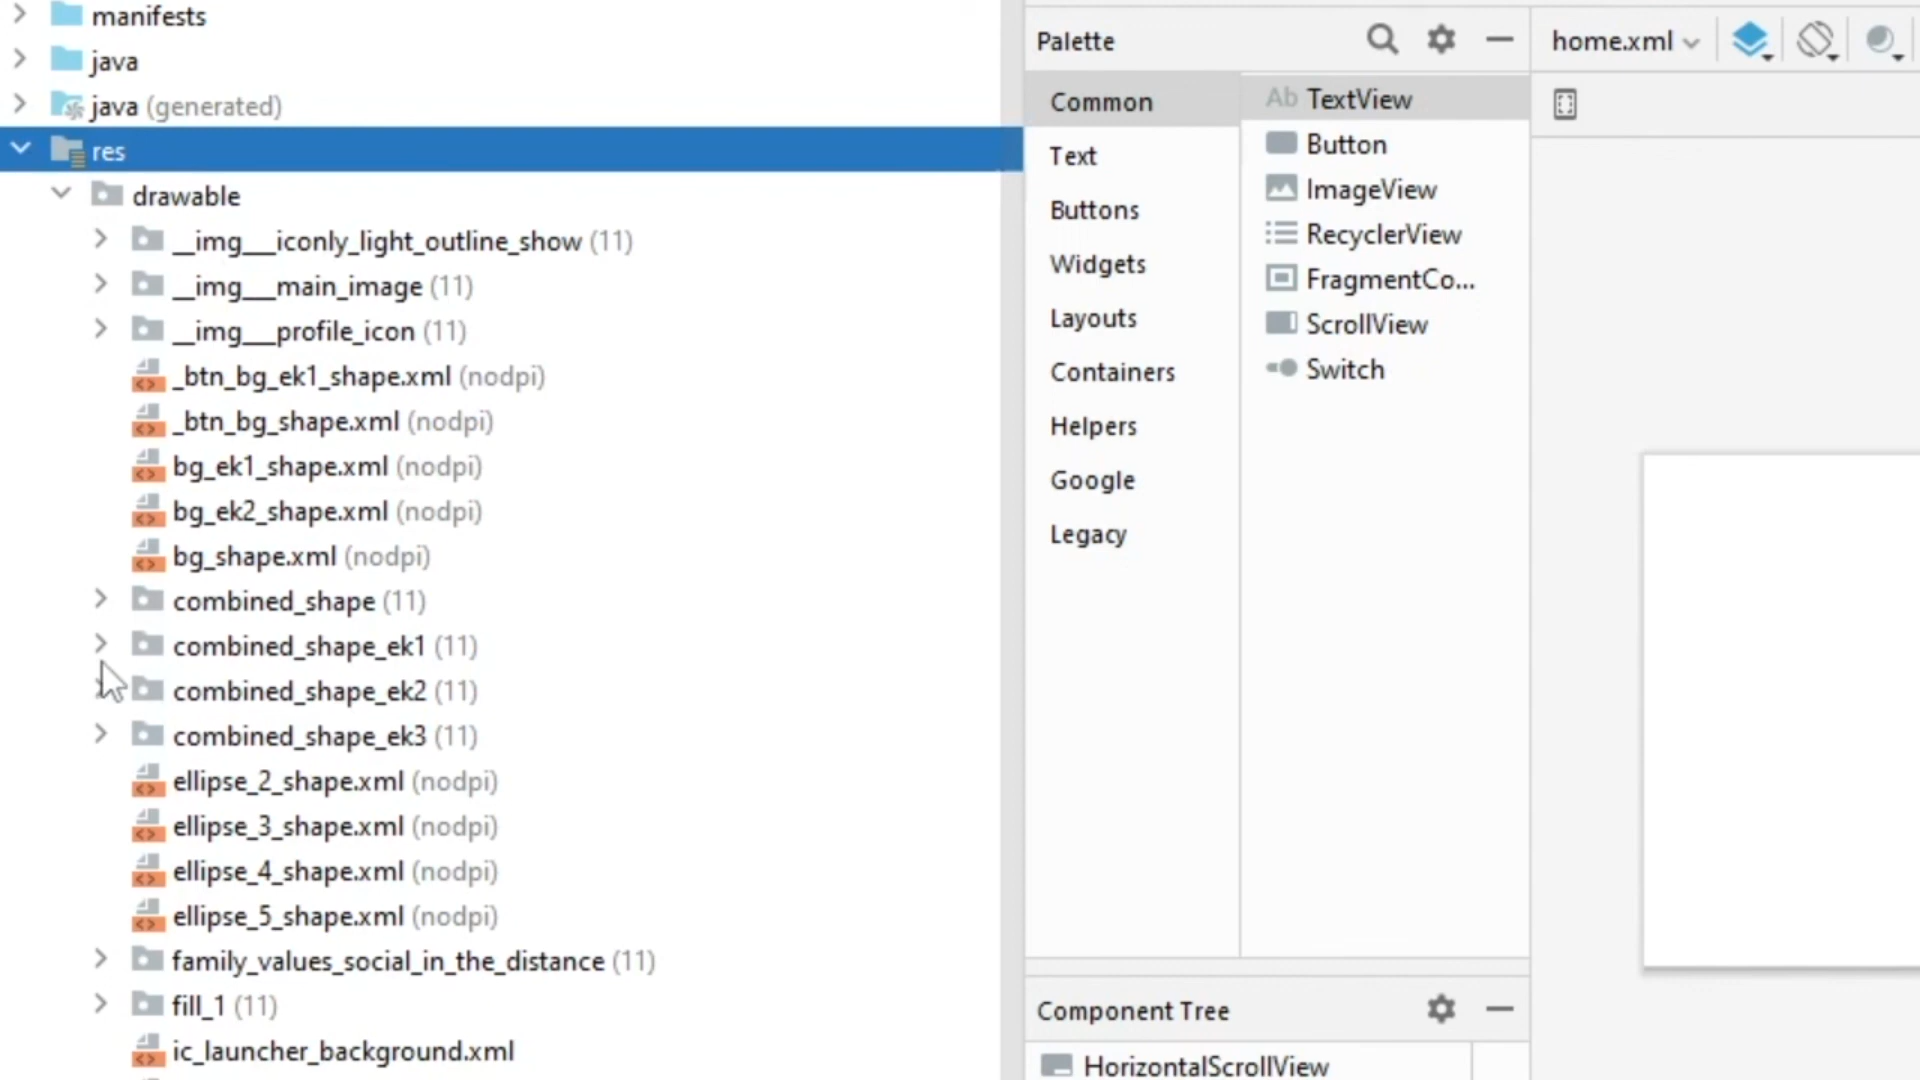 manifests
java
java (generated)
res
drawable
__img___iconly_light_outline_show (11)
__img___main_image (11)
__img___profile_icon (11)
_btn_bg_ek1_shape.xml (nodpi)
_btn_bg_shape.xml (nodpi)
bg_ek1_shape.xml (nodpi)
bg_ek2_shape.xml (nodpi)
bg_shape.xml (nodpi)
combined_shape (11)
combined_shape_ek1 (11)
combined_shape_ek2 (11)
combined_shape_ek3 (11)
ellipse_2_shape.xml (nodpi)
ellipse_3_shape.xml (nodpi)
ellipse_4_shape.xml (nodpi)
ellipse_5_shape.xml (nodpi)
family_values_social_in_the_distance (11)
fill_1 (11)
ic_launcher_background.xml
Palette
Common
Text
Buttons
Widgets
Layouts
Containers
Helpers
Google
Legacy
Ab TextView
Button
ImageView
RecyclerView
FragmentCo...
ScrollView
Switch
Component Tree
HorizontalScrollView
home.xml